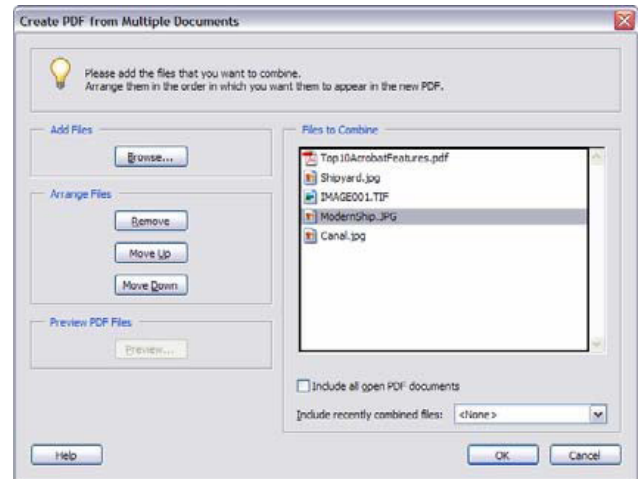 Create PDF from Multiple Documents
Please add the files that you want to combine.
Arrange them in the order in which you want them to appear in the new PDF.
Add Files
Browse...
Arrange Files
Remove
Move Up
Move Down
Preview PDF Files
Preview...
Files to Combine
Top10AcrobatFeatures.pdf
Shipyard.jpg
IMAGE001.TIF
ModernShip.JPG
Canal.jpg
Include all open PDF documents
Include recently combined files: <None>
Help
OK
Cancel